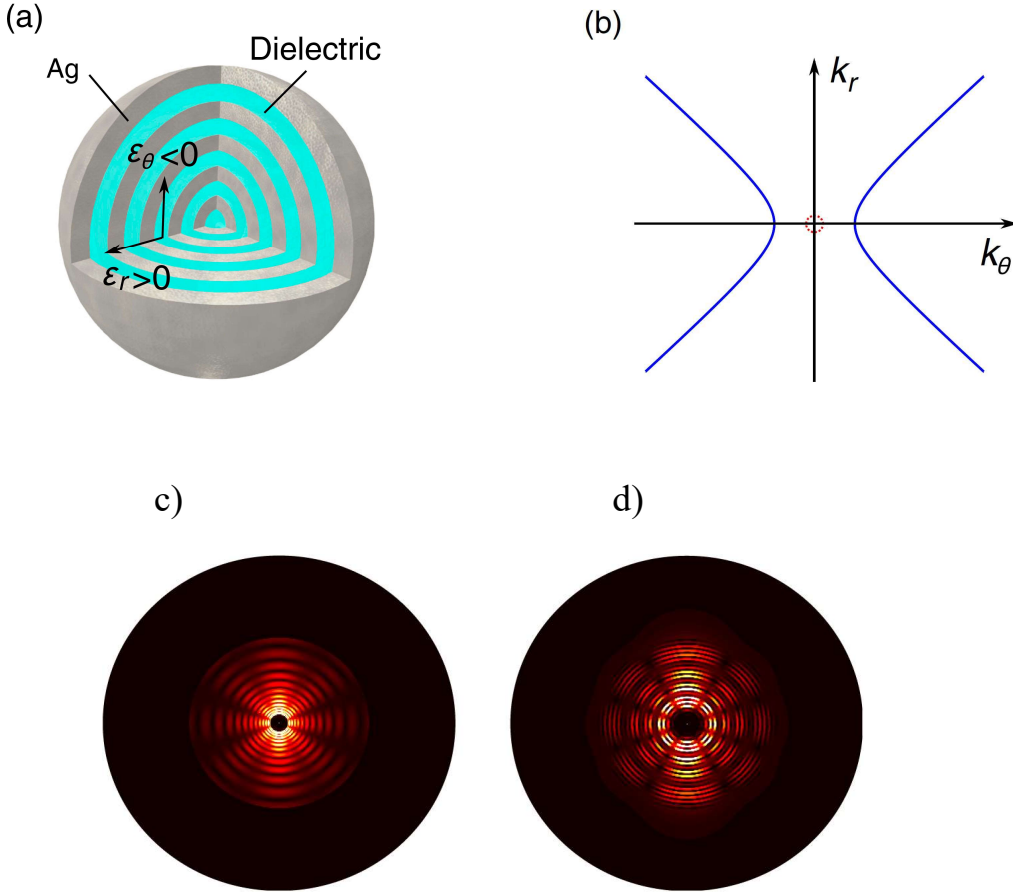 (a)
(b)
Ag
Dielectric
εθ<0
εr>0
kr
kθ
c)
d)